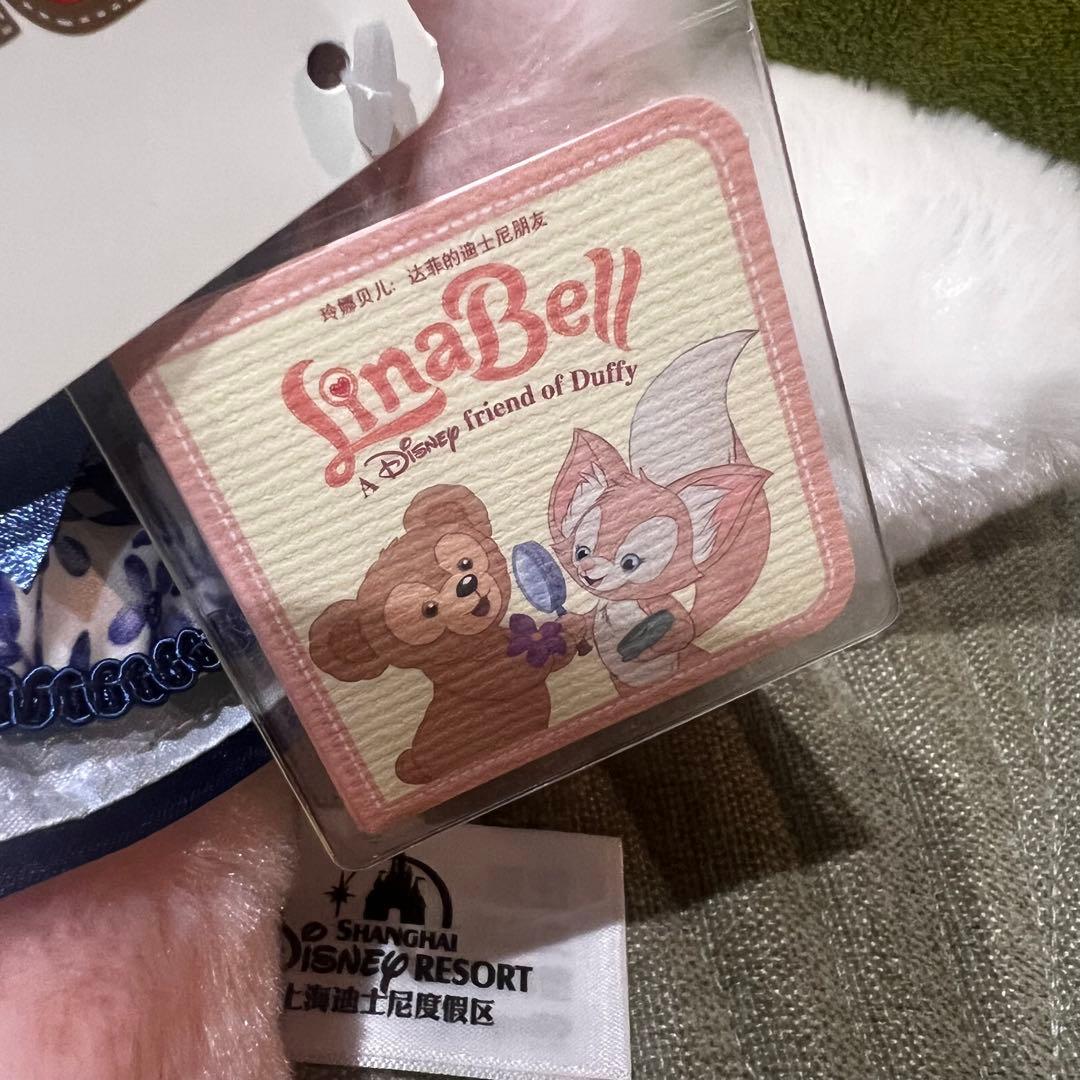 玲娜贝儿：达菲的迪士尼朋友
LinaBell
A Disney friend of Duffy
SHANGHAI
Disney RESORT
上海迪士尼度假区